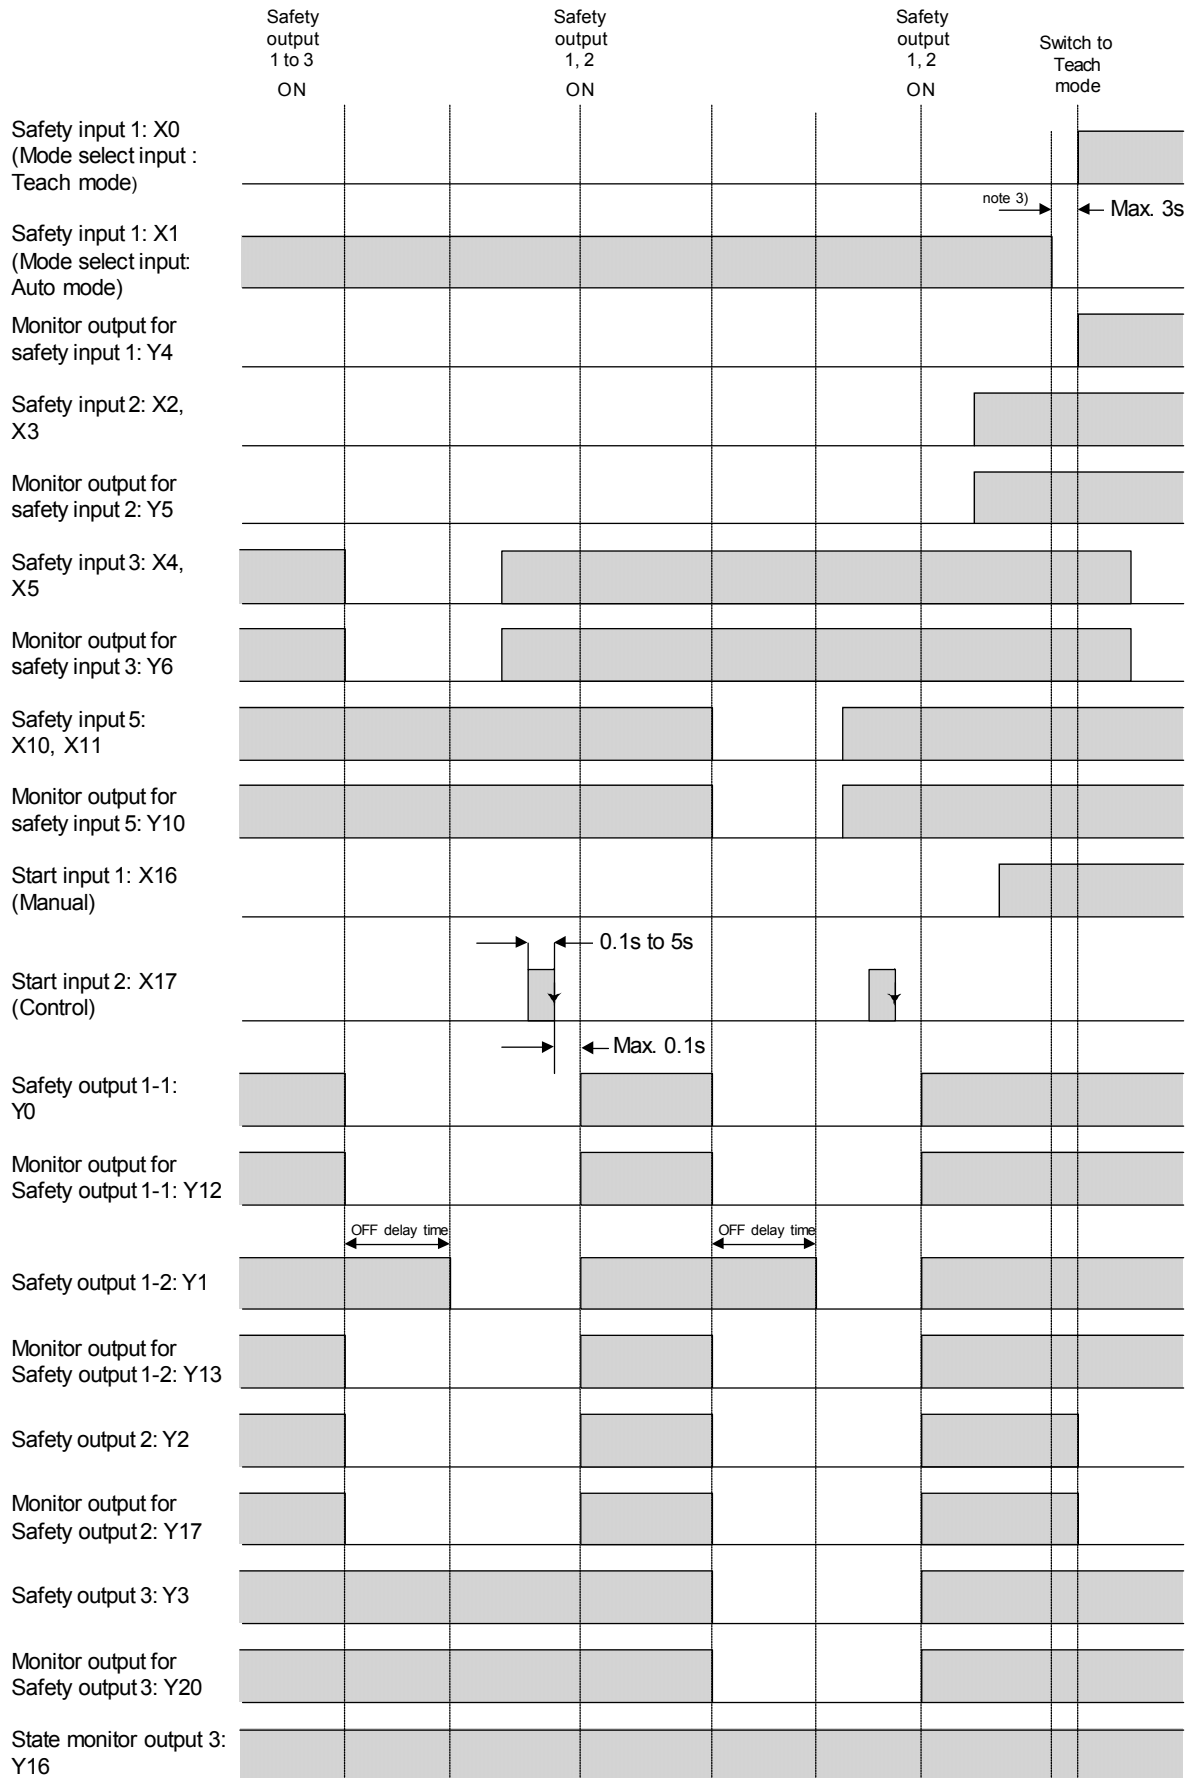 Safety
output
1 to 3
ON
Safety
output
1, 2
ON
Safety
output
1, 2
ON
Switch to
Teach
mode
Safety input 1: X0
(Mode select input :
Teach mode)
note 3)
Max. 3s
Safety input 1: X1
(Mode select input:
Auto mode)
Monitor output for
safety input 1: Y4
Safety input 2: X2,
X3
Monitor output for
safety input 2: Y5
Safety input 3: X4,
X5
Monitor output for
safety input 3: Y6
Safety input 5:
X10, X11
Monitor output for
safety input 5: Y10
Start input 1: X16
(Manual)
0.1s to 5s
Start input 2: X17
(Control)
Max. 0.1s
Safety output 1-1:
Y0
Monitor output for
Safety output 1-1: Y12
OFF delay time
OFF delay time
Safety output 1-2: Y1
Monitor output for
Safety output 1-2: Y13
Safety output 2: Y2
Monitor output for
Safety output 2: Y17
Safety output 3: Y3
Monitor output for
Safety output 3: Y20
State monitor output 3:
Y16